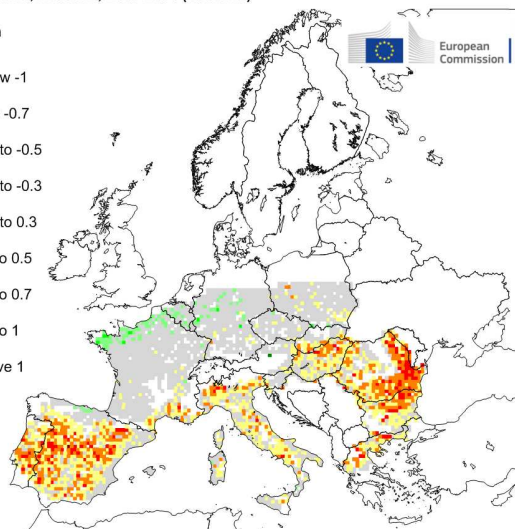 European
Commission
w -1
-0.7
to -0.5
to -0.3
to 0.3
o 0.5
o 0.7
o 1
ve 1